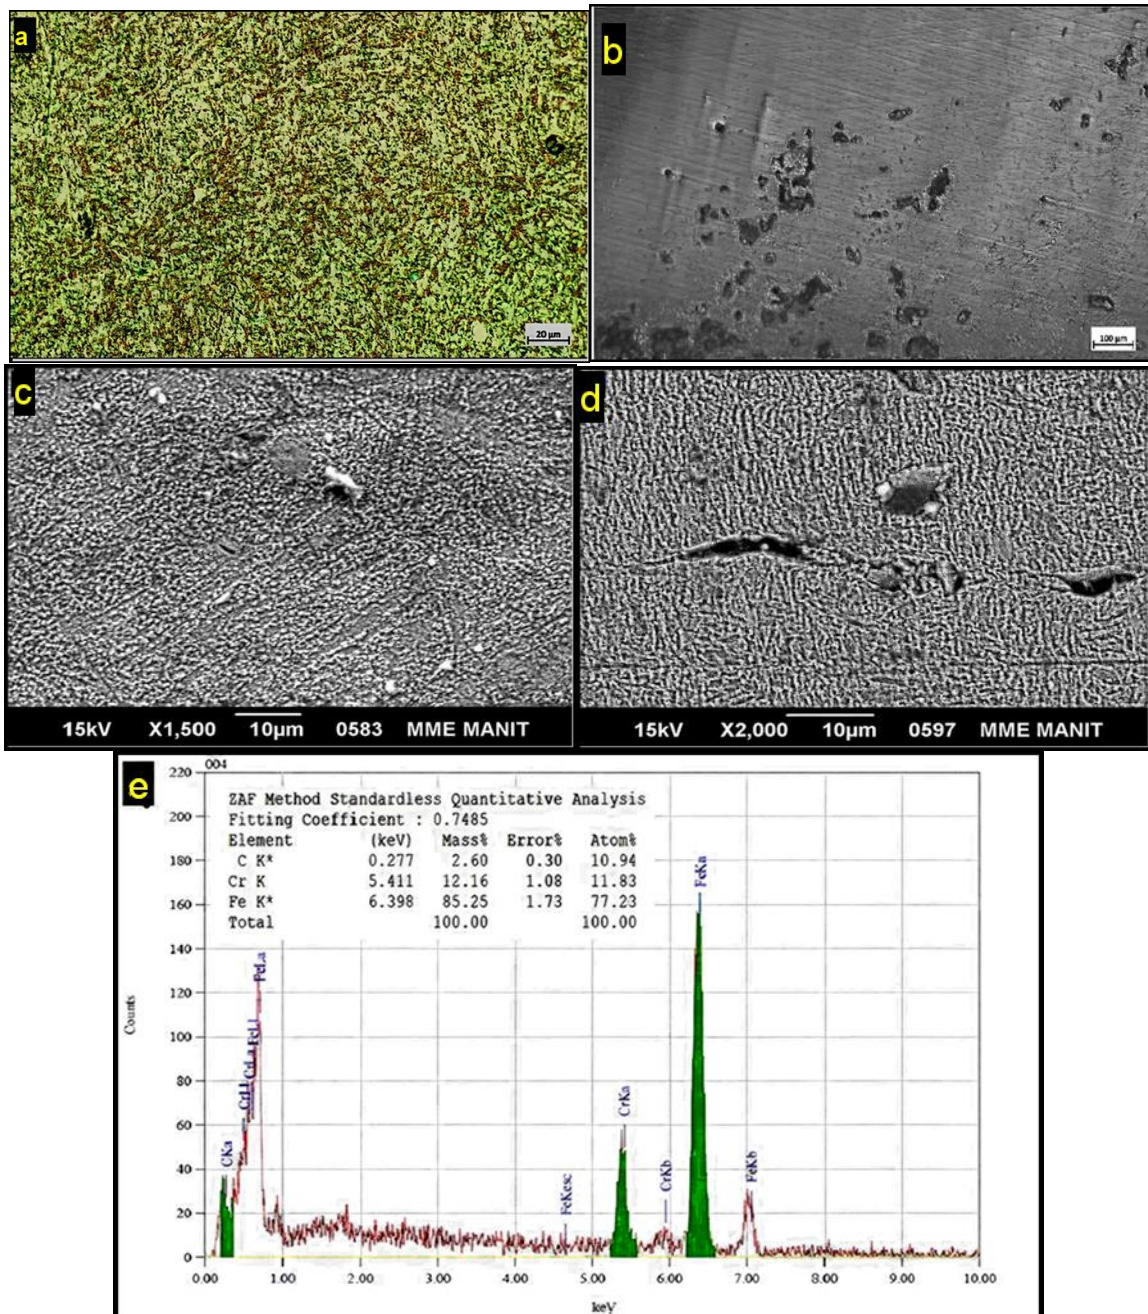 a
b
20 µm
100 µm
c
d
15kV X1,500 10µm 0583 MME MANIT
15kV X2,000 10µm 0597 MME MANIT
e
004
ZAF Method Standardless Quantitative Analysis
Fitting Coefficient : 0.7485
Element (keV) Mass% Error% Atom%
C K* 0.277 2.60 0.30 10.94
Cr K 5.411 12.16 1.08 11.83
Fe K* 6.398 85.25 1.73 77.23
Total 100.00 100.00
220
200
180
160
140
120
100
80
60
40
20
0
Counts
CKa
CrLl
CrLa
FeLl
FeLa
FeKesc
CrKa
CrKb
FeKa
FeKb
0.00 1.00 2.00 3.00 4.00 5.00 6.00 7.00 8.00 9.00 10.00
keV